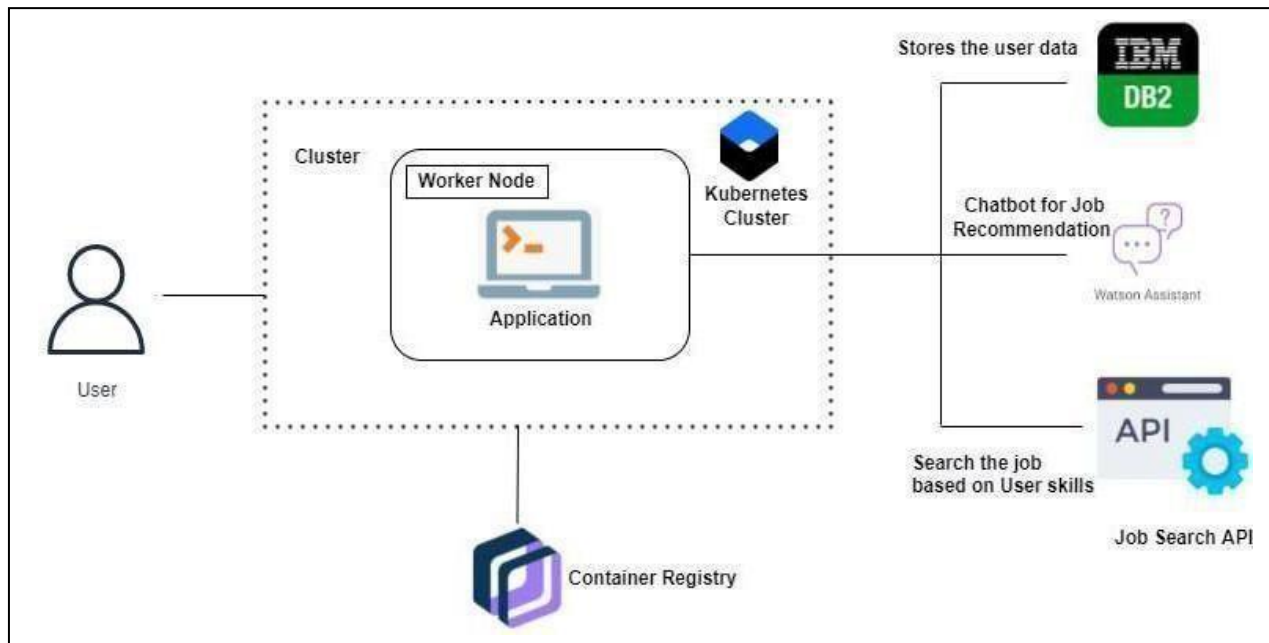 Stores the user data
IBM
DB2
Cluster
Worker Node
Kubernetes
Cluster
Application
Chatbot for Job
Recommendation
?
Watson Assistant
User
API
Search the job
based on User skills
Job Search API
Container Registry